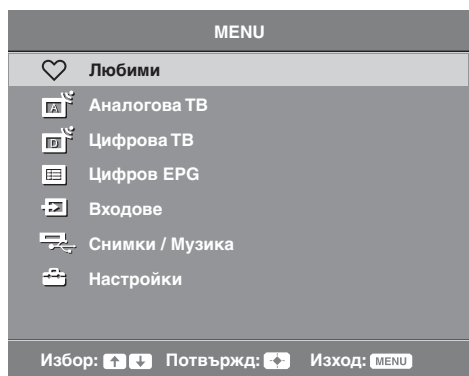 MENU
Любими
A Аналогова ТВ
D Цифрова ТВ
Цифров EPG
Входове
Снимки / Музика
Настройки
Избор: Потвържд: Изход: MENU